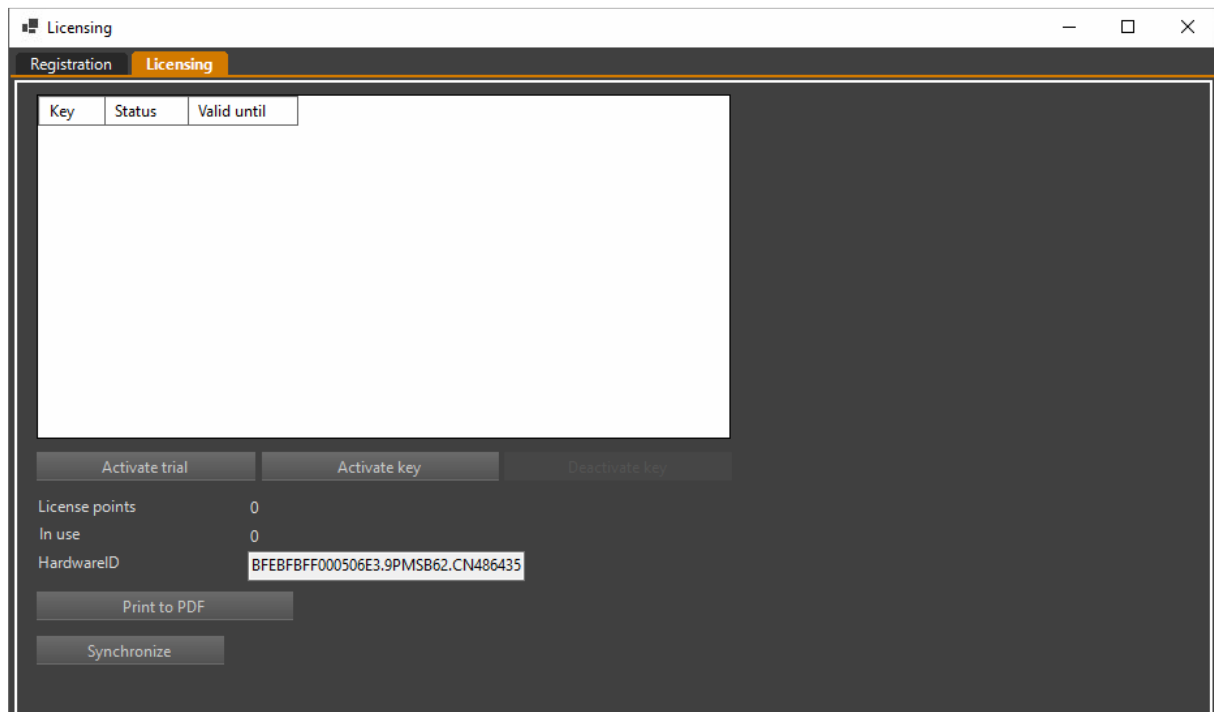 Licensing
Registration Licensing
Key Status Valid until
Activate trial Activate key Deactivate key
License points 0
In use 0
HardwareID BFEBFBFF000506E3.9PMSB62.CN486435
Print to PDF
Synchronize